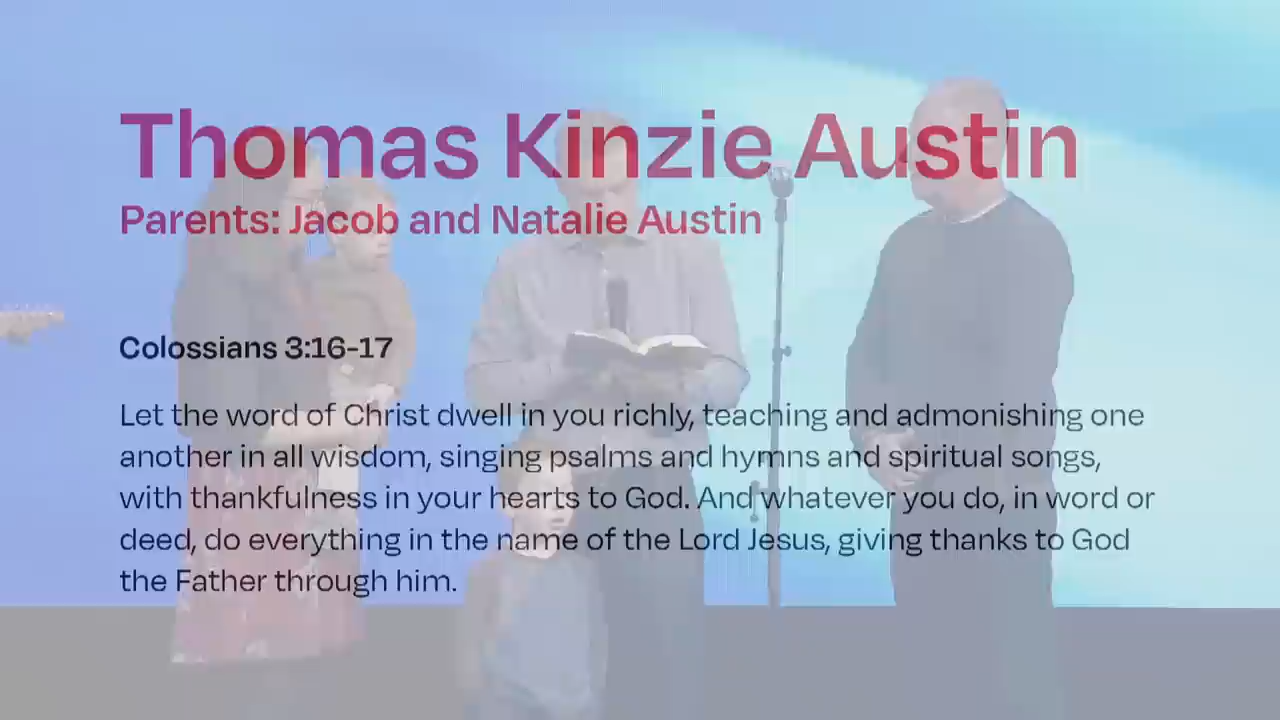 Thomas Kinzie Austin
Parents: Jacob and Natalie Austin
Colossians 3:16-17
Let the word of Christ dwell in you richly, teaching and admonishing one
another in all wisdom, singing psalms and hymns and spiritual songs,
with thankfulness in your hearts to God. And whatever you do, in word or
deed, do everything in the name of the Lord Jesus, giving thanks to God
the Father through him.